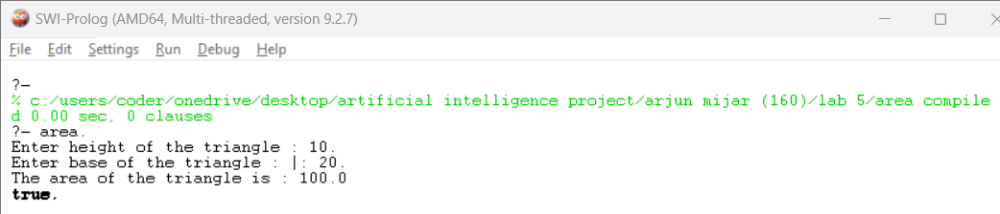 SWI-Prolog (AMD64, Multi-threaded, version 9.2.7)
File Edit Settings Run Debug Help
?-
% c:/users/coder/onedrive/desktop/artificial intelligence project/arjun mijar (160)/lab 5/area compile
d 0.00 sec, 0 clauses
?- area.
Enter height of the triangle : 10.
Enter base of the triangle : |: 20.
The area of the triangle is : 100.0
true.